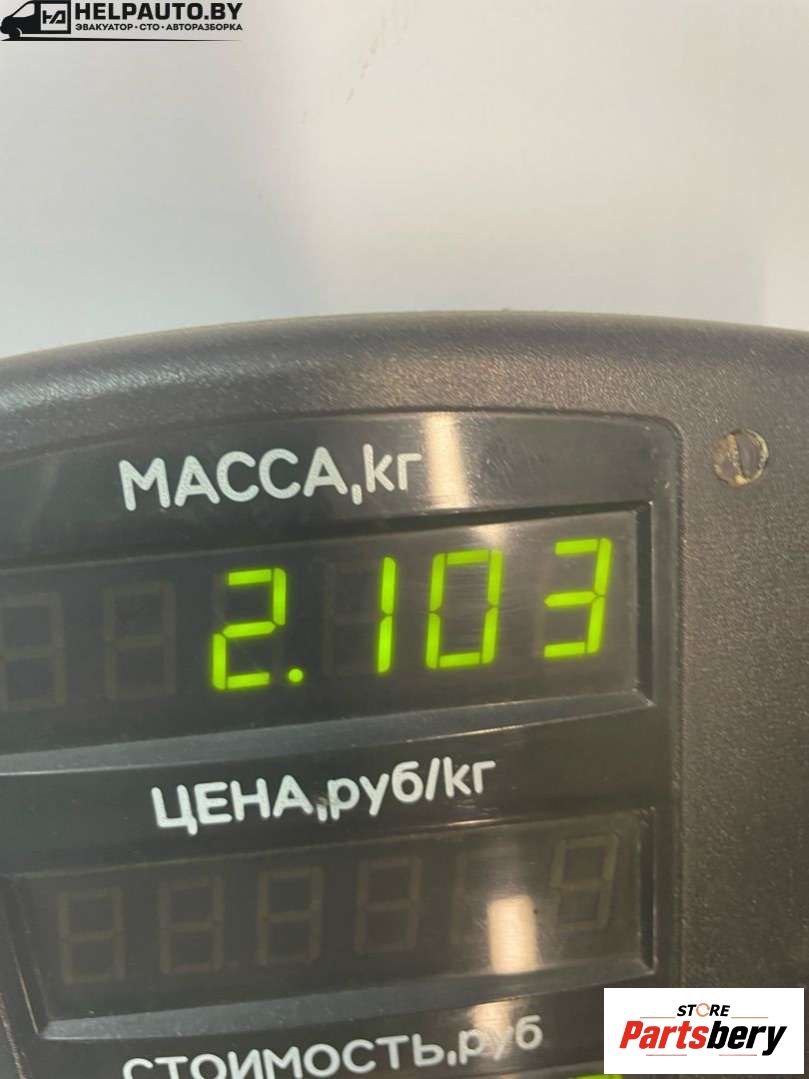 HELPAUTO.BY
ЭВАКУАТОР • СТО • АВТОРАЗБОРКА
МАССА,кг
2.103
ЦЕНА,руб/кг
СТОИМОСТЬ,руб
STORE
Partsbery